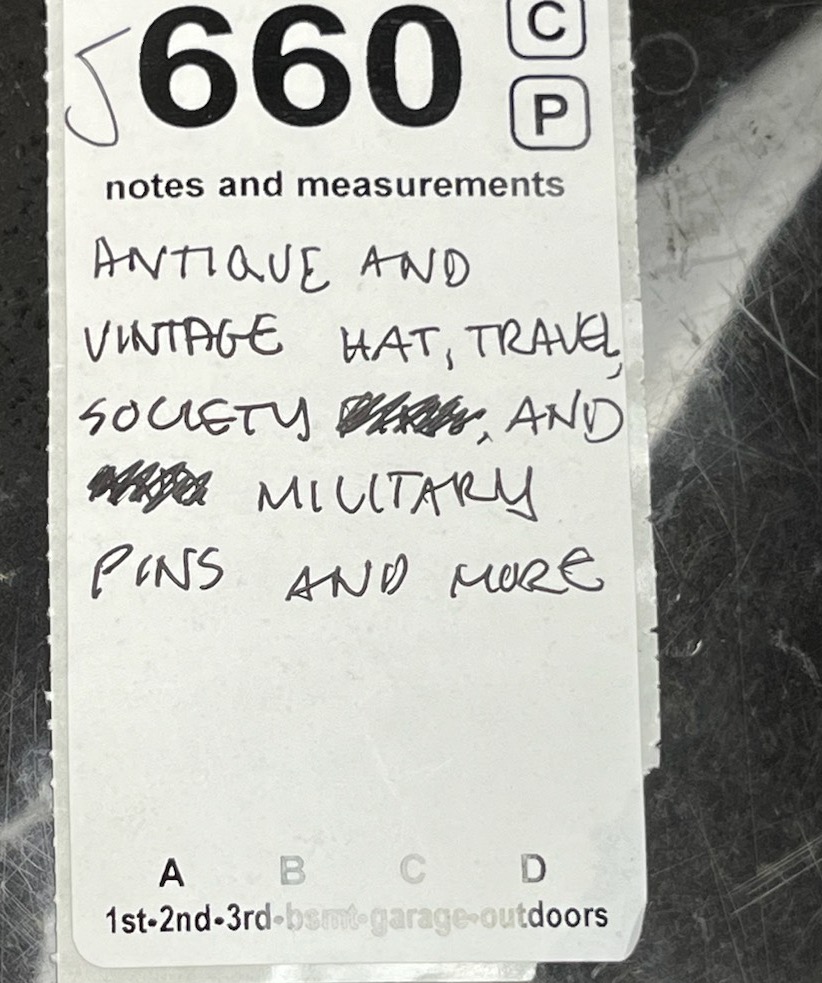 J660 C
P
notes and measurements
ANTIQUE AND
VINTAGE HAT, TRAVEL,
SOCIETY , AND
MILITARY
PINS AND MORE
A B C D
1st-2nd-3rd-bsmt-garage-outdoors